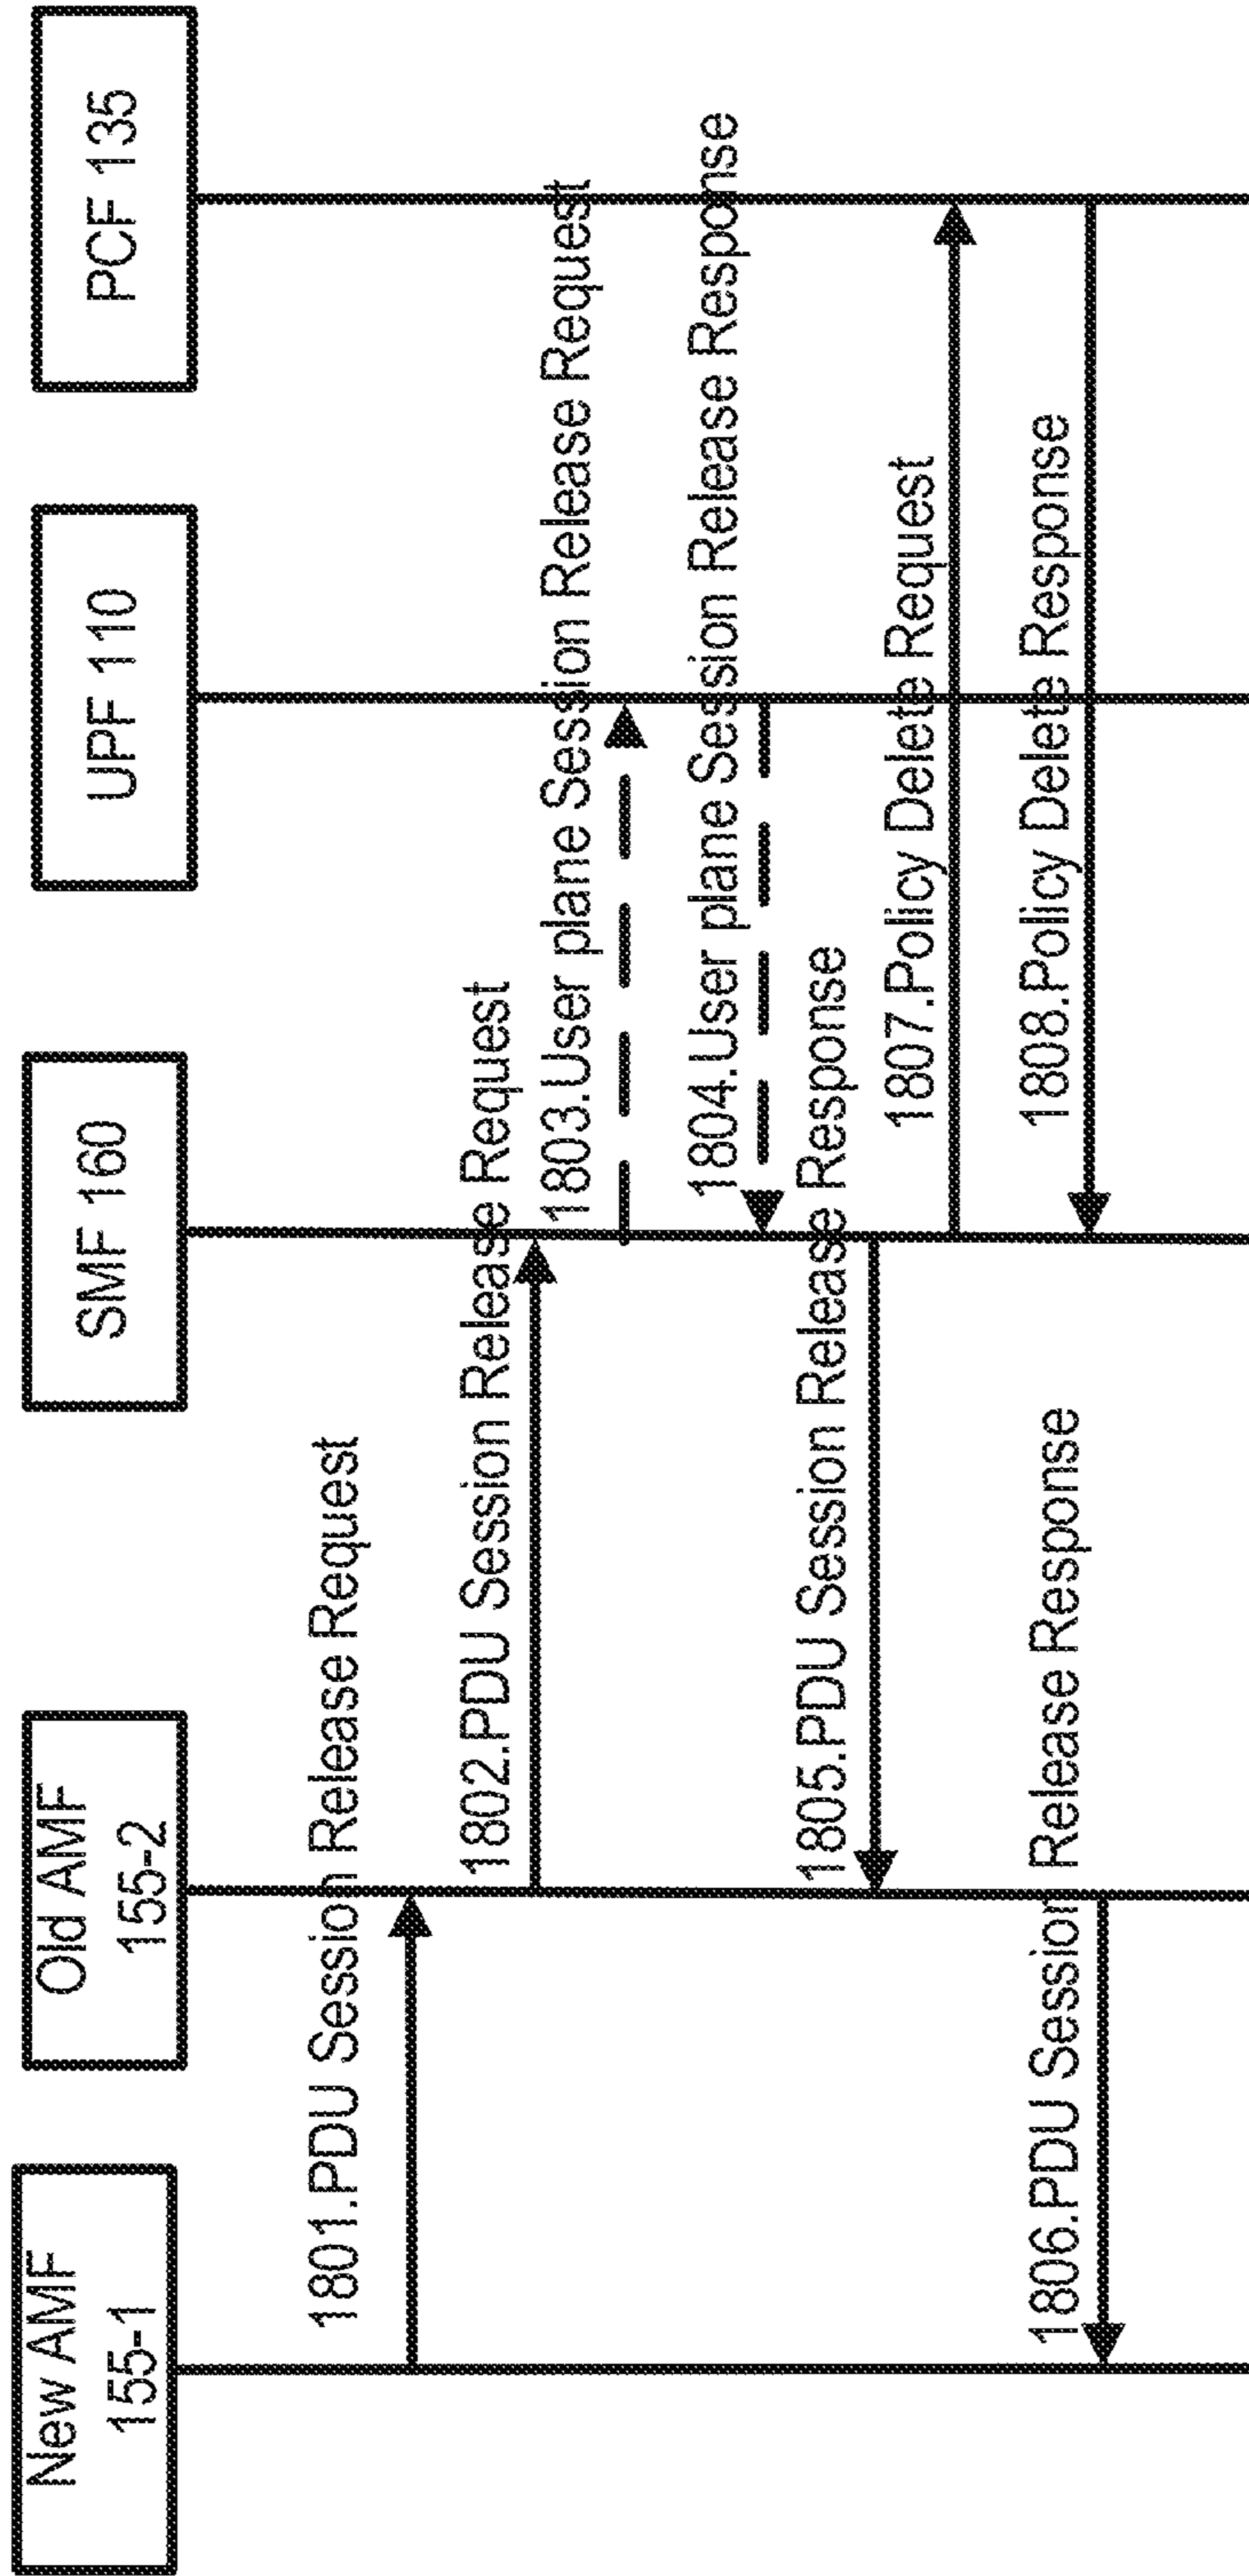 New AMF
155-1
Old AMF
155-2
SMF 160
UPF 110
PCF 135
1801.PDU Session Release Request
1802.PDU Session Release Request
1803.User plane Session Release Request
1804.User plane Session Release Response
1805.PDU Session Release Response
1807.Policy Delete Request
1808.Policy Delete Response
1806.PDU Session Release Response